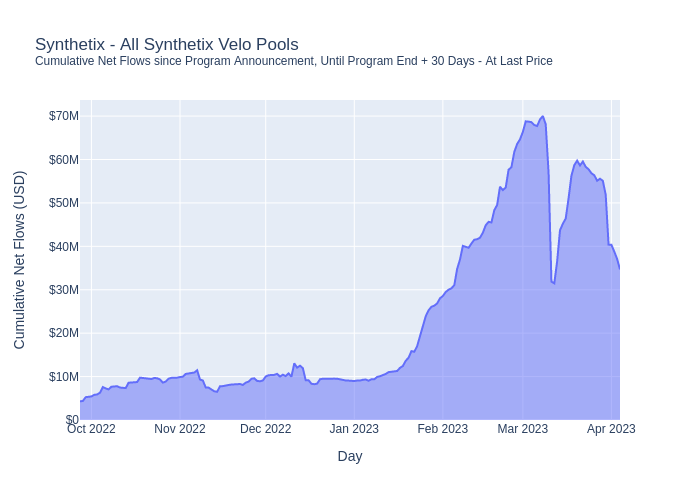 Synthetix - All Synthetix Velo Pools
Cumulative Net Flows since Program Announcement, Until Program End + 30 Days - At Last Price
Cumulative Net Flows (USD)
$70M
$60M
$50M
$40M
$30M
$20M
$10M
$0
Oct 2022
Nov 2022
Dec 2022
Jan 2023
Feb 2023
Mar 2023
Apr 2023
Day